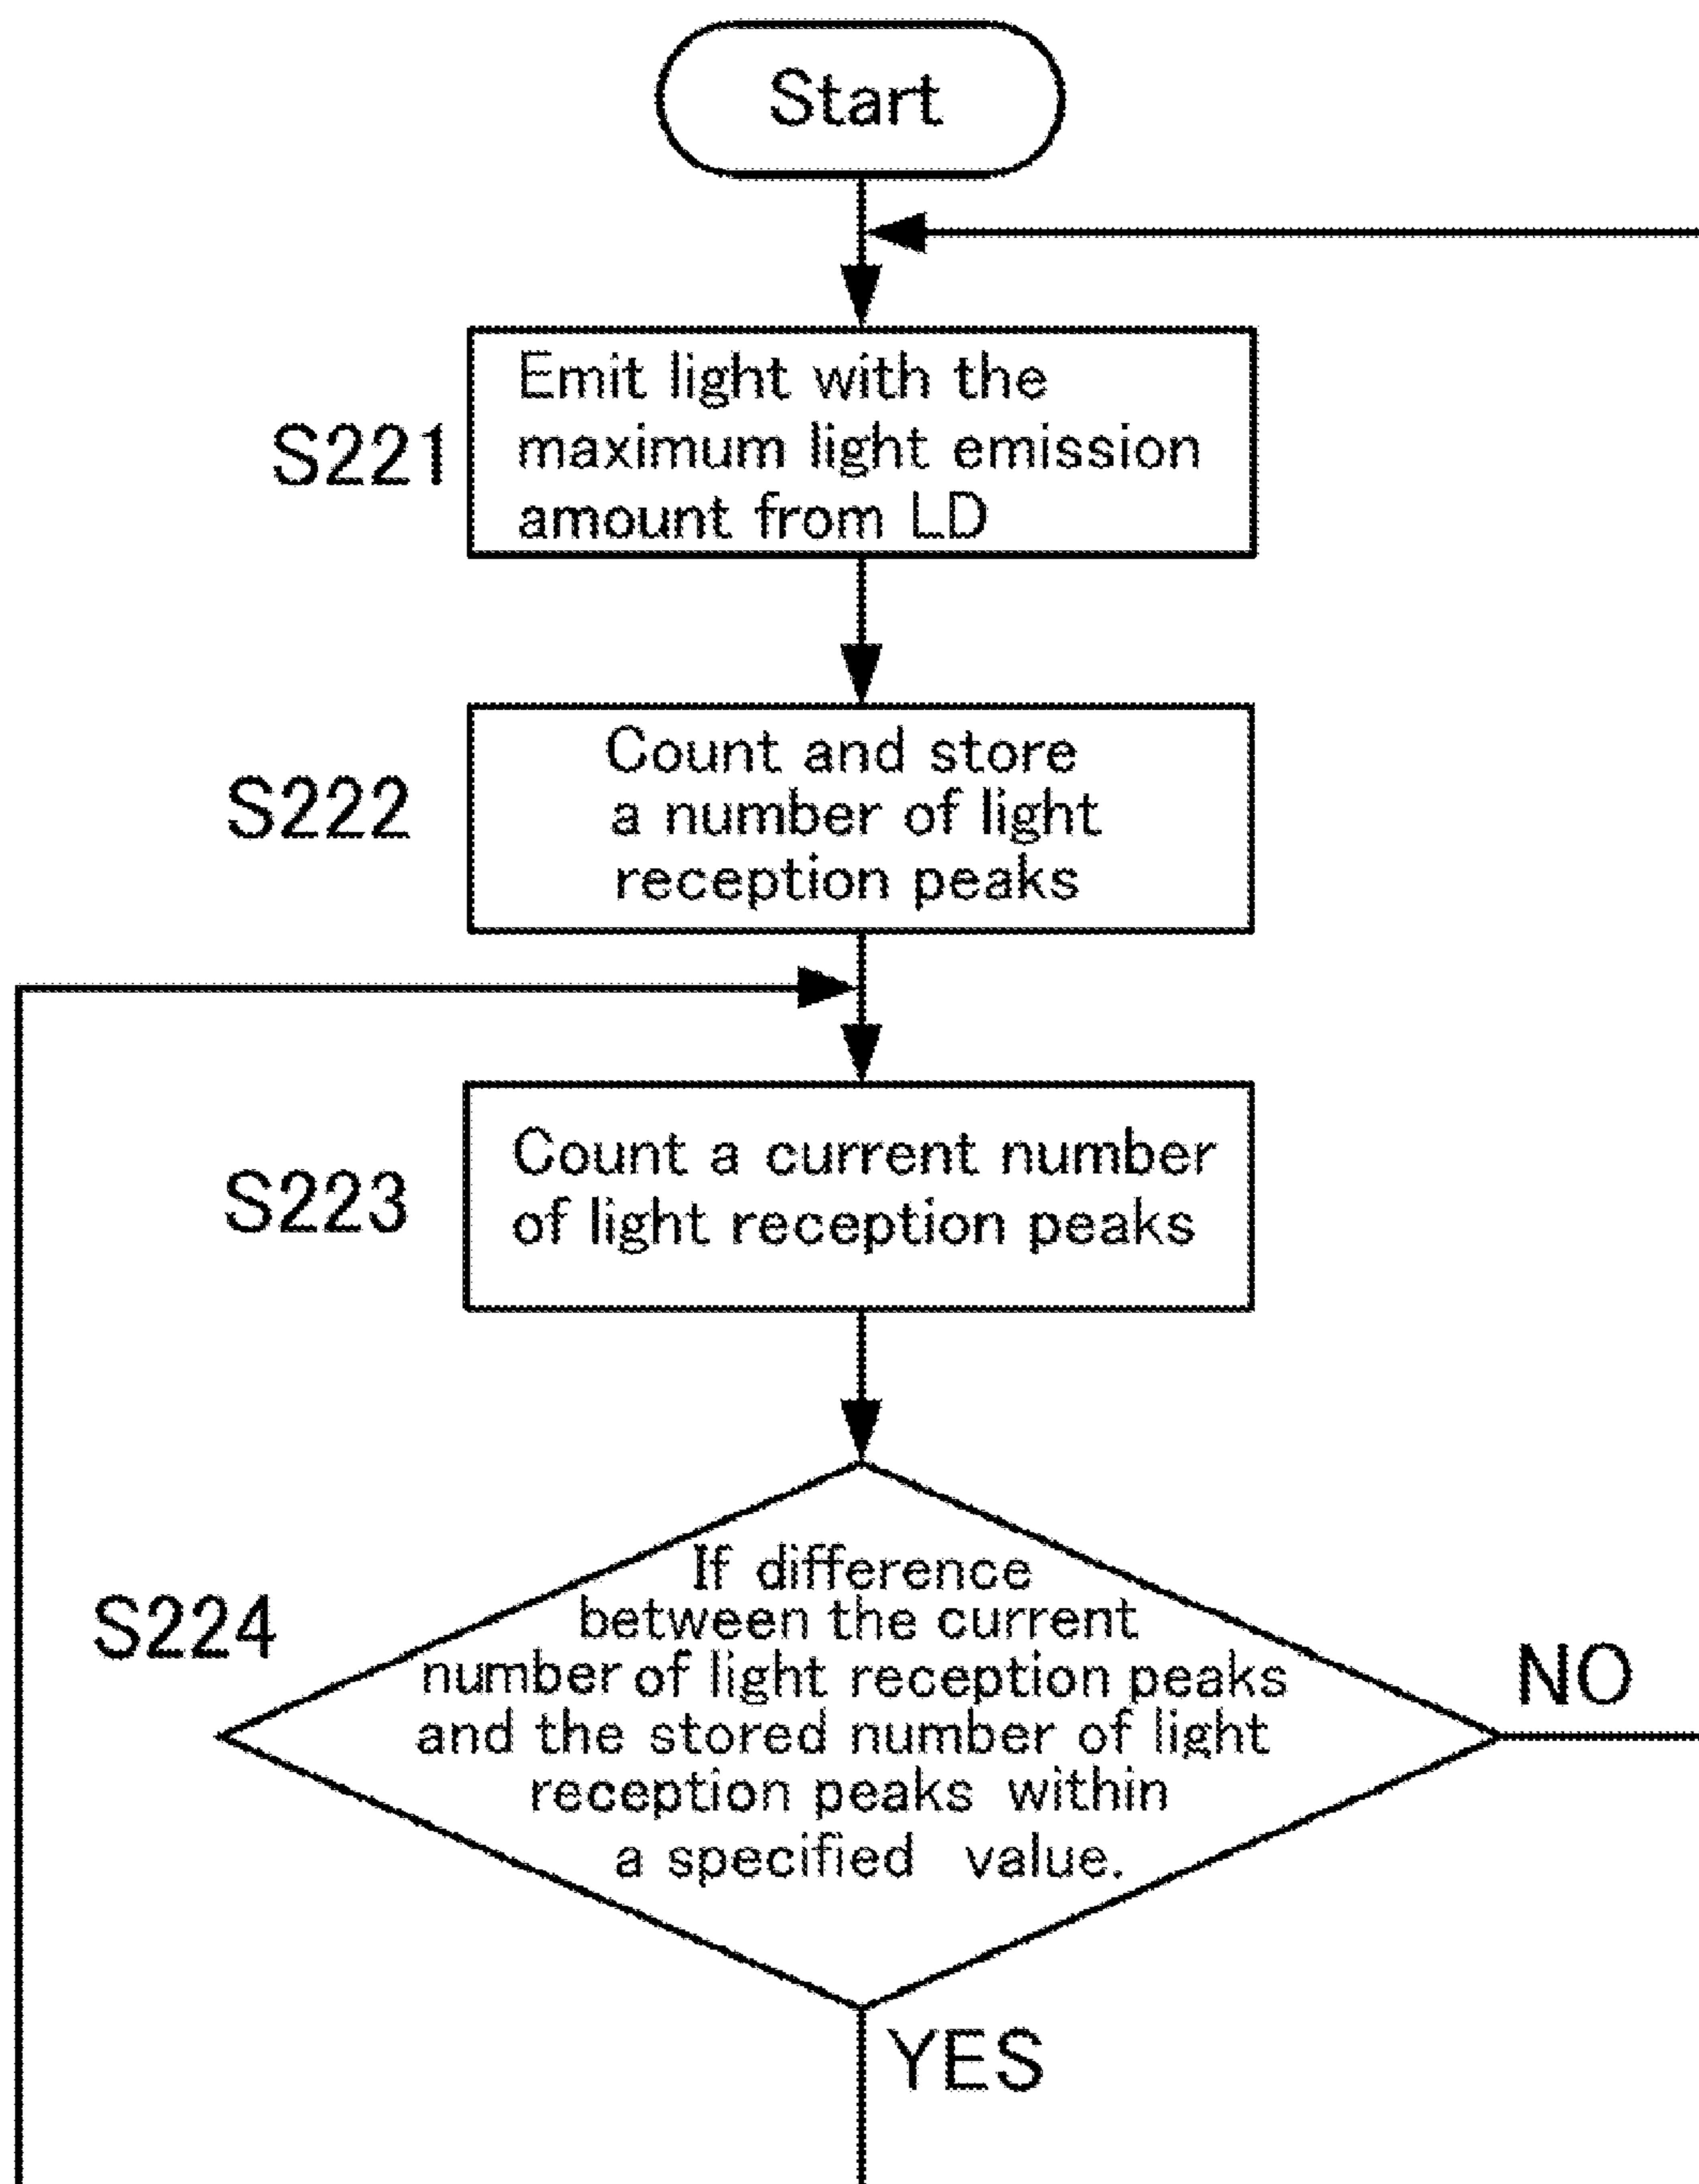 Start
S221
Emit light with the
maximum light emission
amount from LD
S222
Count and store
a number of light
reception peaks
S223
Count a current number
of light reception peaks
S224
If difference
between the current
number of light reception peaks
and the stored number of light
reception peaks within
a specified value.
NO
YES